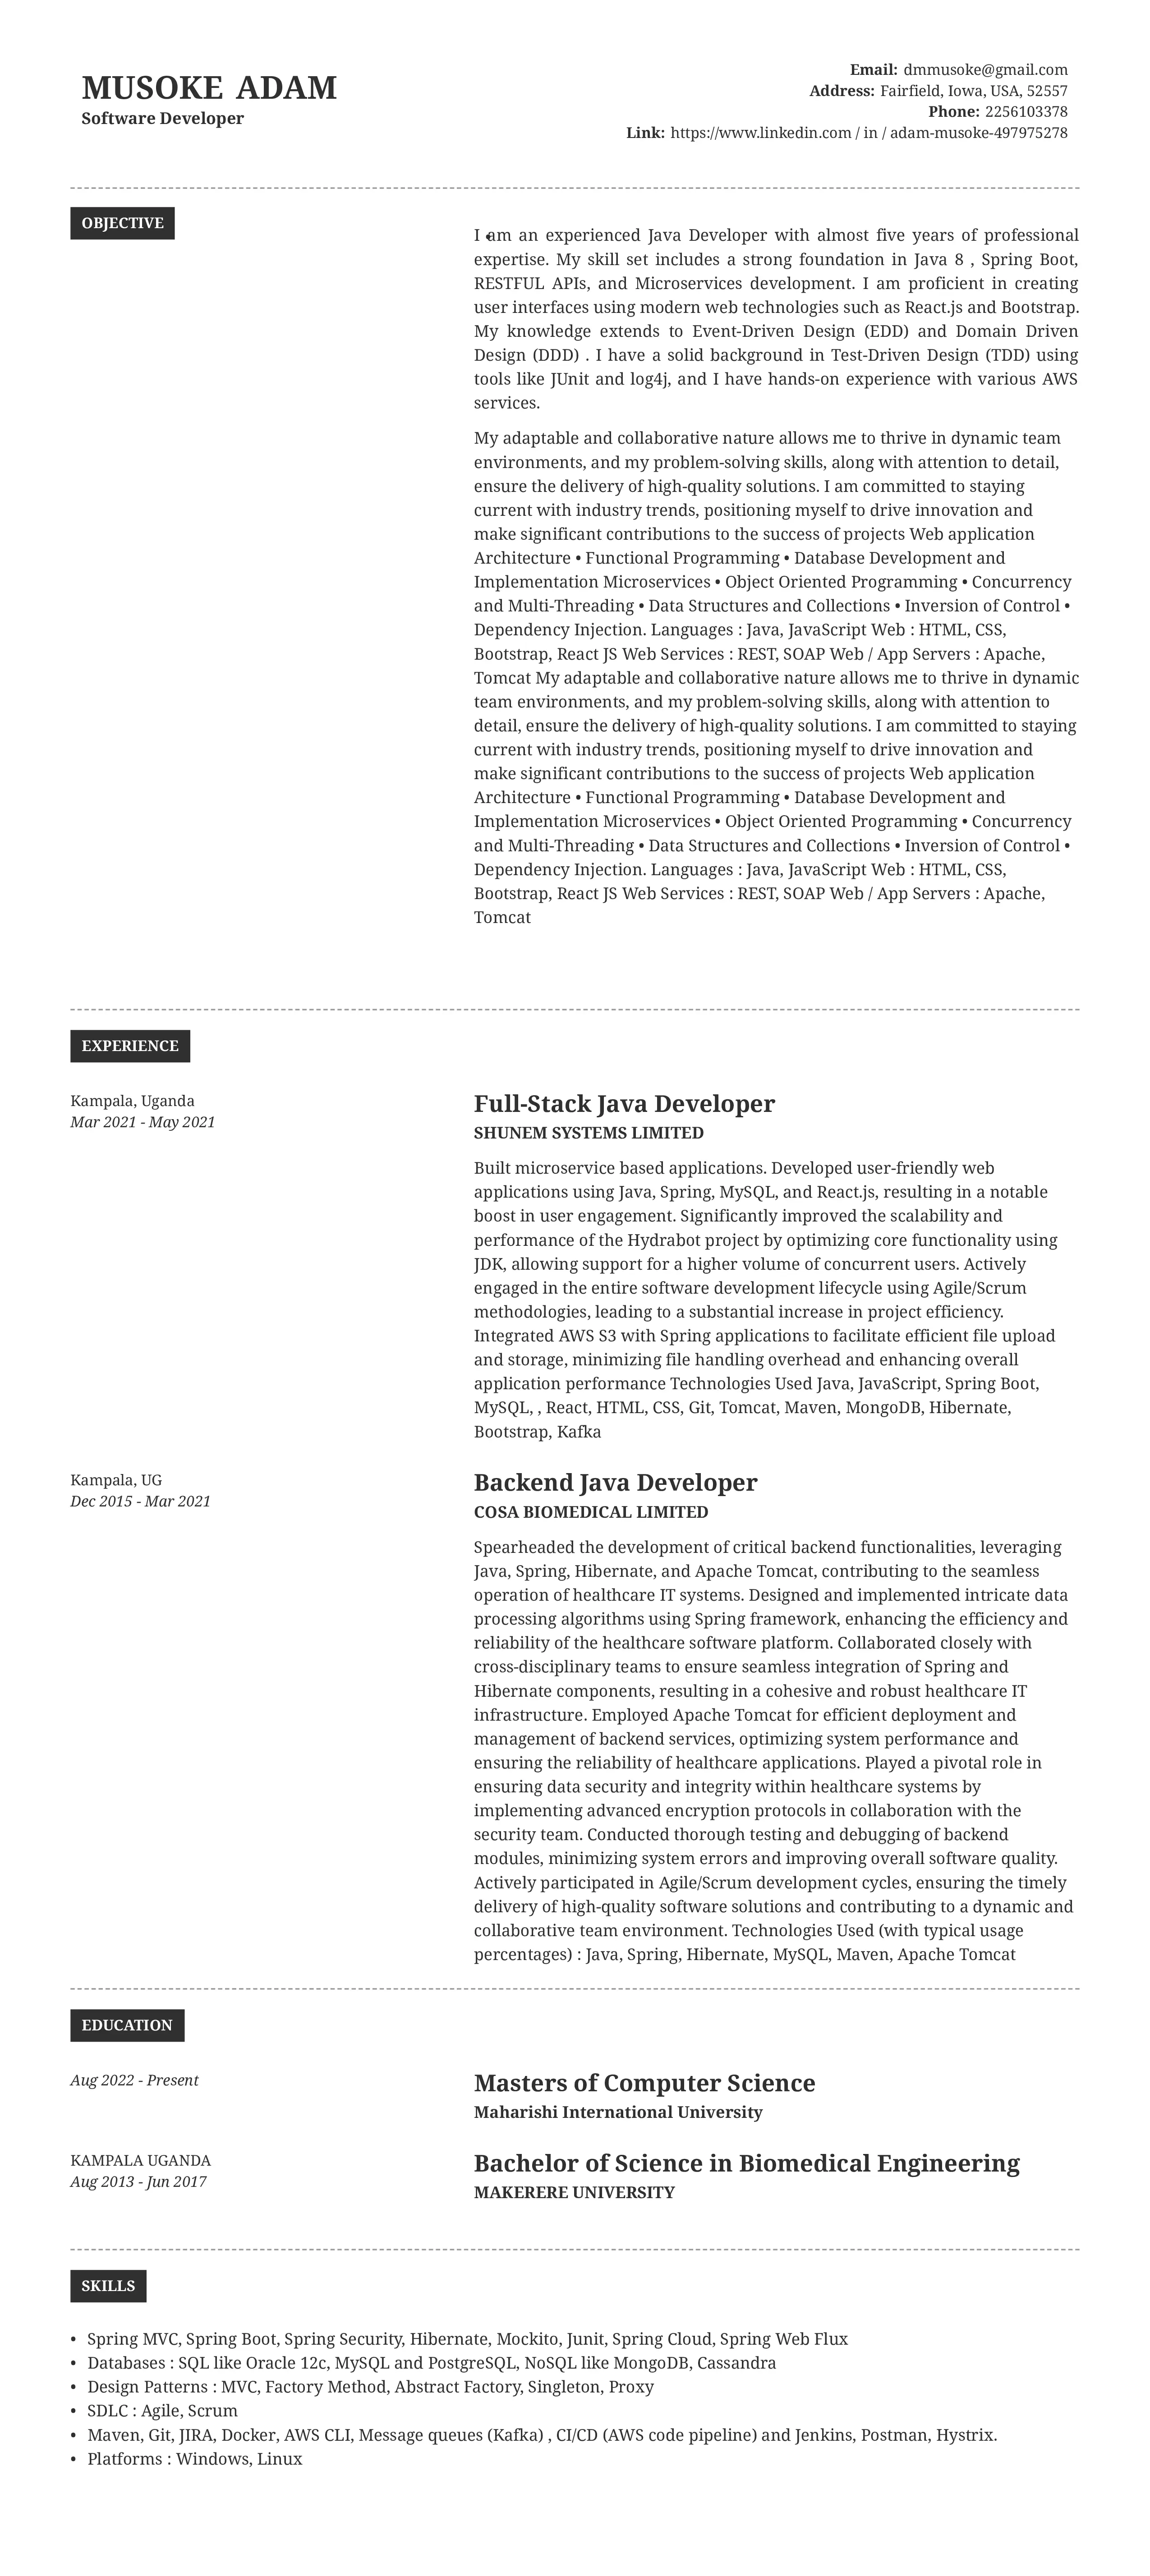 MUSOKE ADAM
Software Developer
Email: dmmusoke@gmail.com
Address: Fairfield, Iowa, USA, 52557
Phone: 2256103378
Link: https://www.linkedin.com / in / adam-musoke-497975278
OBJECTIVE
I •am an experienced Java Developer with almost five years of professional
expertise. My skill set includes a strong foundation in Java 8 , Spring Boot,
RESTFUL APIs, and Microservices development. I am proficient in creating
user interfaces using modern web technologies such as React.js and Bootstrap.
My knowledge extends to Event-Driven Design (EDD) and Domain Driven
Design (DDD) . I have a solid background in Test-Driven Design (TDD) using
tools like JUnit and log4j, and I have hands-on experience with various AWS
services.
My adaptable and collaborative nature allows me to thrive in dynamic team
environments, and my problem-solving skills, along with attention to detail,
ensure the delivery of high-quality solutions. I am committed to staying
current with industry trends, positioning myself to drive innovation and
make significant contributions to the success of projects Web application
Architecture • Functional Programming • Database Development and
Implementation Microservices • Object Oriented Programming • Concurrency
and Multi-Threading • Data Structures and Collections • Inversion of Control •
Dependency Injection. Languages : Java, JavaScript Web : HTML, CSS,
Bootstrap, React JS Web Services : REST, SOAP Web / App Servers : Apache,
Tomcat My adaptable and collaborative nature allows me to thrive in dynamic
team environments, and my problem-solving skills, along with attention to
detail, ensure the delivery of high-quality solutions. I am committed to staying
current with industry trends, positioning myself to drive innovation and
make significant contributions to the success of projects Web application
Architecture • Functional Programming • Database Development and
Implementation Microservices • Object Oriented Programming • Concurrency
and Multi-Threading • Data Structures and Collections • Inversion of Control •
Dependency Injection. Languages : Java, JavaScript Web : HTML, CSS,
Bootstrap, React JS Web Services : REST, SOAP Web / App Servers : Apache,
Tomcat
EXPERIENCE
Kampala, Uganda
Mar 2021 - May 2021
Full-Stack Java Developer
SHUNEM SYSTEMS LIMITED
Built microservice based applications. Developed user-friendly web
applications using Java, Spring, MySQL, and React.js, resulting in a notable
boost in user engagement. Significantly improved the scalability and
performance of the Hydrabot project by optimizing core functionality using
JDK, allowing support for a higher volume of concurrent users. Actively
engaged in the entire software development lifecycle using Agile/Scrum
methodologies, leading to a substantial increase in project efficiency.
Integrated AWS S3 with Spring applications to facilitate efficient file upload
and storage, minimizing file handling overhead and enhancing overall
application performance Technologies Used Java, JavaScript, Spring Boot,
MySQL, , React, HTML, CSS, Git, Tomcat, Maven, MongoDB, Hibernate,
Bootstrap, Kafka
Kampala, UG
Dec 2015 - Mar 2021
Backend Java Developer
COSA BIOMEDICAL LIMITED
Spearheaded the development of critical backend functionalities, leveraging
Java, Spring, Hibernate, and Apache Tomcat, contributing to the seamless
operation of healthcare IT systems. Designed and implemented intricate data
processing algorithms using Spring framework, enhancing the efficiency and
reliability of the healthcare software platform. Collaborated closely with
cross-disciplinary teams to ensure seamless integration of Spring and
Hibernate components, resulting in a cohesive and robust healthcare IT
infrastructure. Employed Apache Tomcat for efficient deployment and
management of backend services, optimizing system performance and
ensuring the reliability of healthcare applications. Played a pivotal role in
ensuring data security and integrity within healthcare systems by
implementing advanced encryption protocols in collaboration with the
security team. Conducted thorough testing and debugging of backend
modules, minimizing system errors and improving overall software quality.
Actively participated in Agile/Scrum development cycles, ensuring the timely
delivery of high-quality software solutions and contributing to a dynamic and
collaborative team environment. Technologies Used (with typical usage
percentages) : Java, Spring, Hibernate, MySQL, Maven, Apache Tomcat
EDUCATION
Aug 2022 - Present
Masters of Computer Science
Maharishi International University
KAMPALA UGANDA
Aug 2013 - Jun 2017
Bachelor of Science in Biomedical Engineering
MAKERERE UNIVERSITY
SKILLS
• Spring MVC, Spring Boot, Spring Security, Hibernate, Mockito, Junit, Spring Cloud, Spring Web Flux
• Databases : SQL like Oracle 12c, MySQL and PostgreSQL, NoSQL like MongoDB, Cassandra
• Design Patterns : MVC, Factory Method, Abstract Factory, Singleton, Proxy
• SDLC : Agile, Scrum
• Maven, Git, JIRA, Docker, AWS CLI, Message queues (Kafka) , CI/CD (AWS code pipeline) and Jenkins, Postman, Hystrix.
• Platforms : Windows, Linux